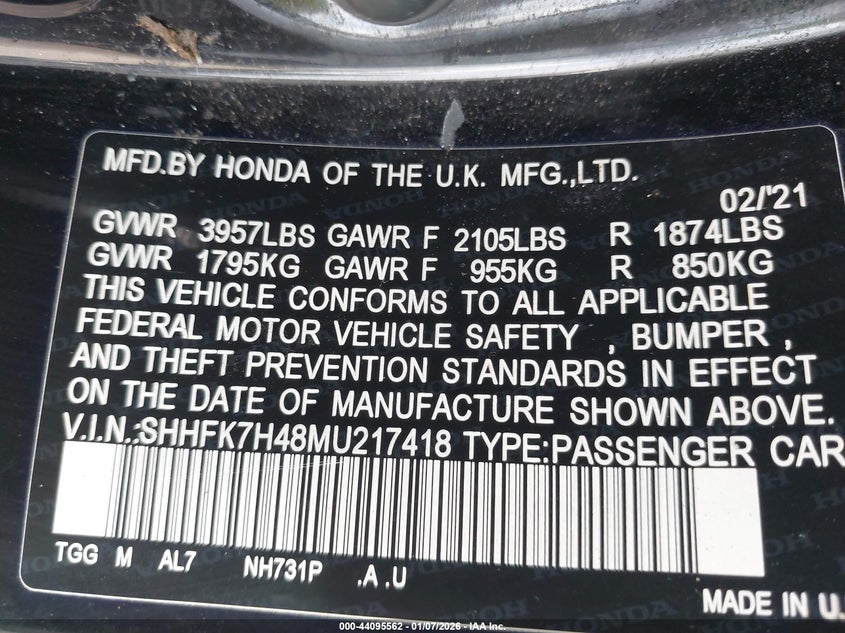 MFD.BY HONDA OF THE U.K. MFG.,LTD.
02/'21
GVWR 3957LBS GAWR F 2105LBS R 1874LBS
GVWR 1795KG GAWR F 955KG R 850KG
THIS VEHICLE CONFORMS TO ALL APPLICABLE
FEDERAL MOTOR VEHICLE SAFETY , BUMPER ,
AND THEFT PREVENTION STANDARDS IN EFFECT
ON THE DATE OF MANUFACTURE SHOWN ABOVE.
V.I.N.:SHHFK7H48MU217418 TYPE:PASSENGER CAR
TGG M AL7 NH731P .A .U
MADE IN U.
000-44095562 - 01/07/2026 - IAA Inc.